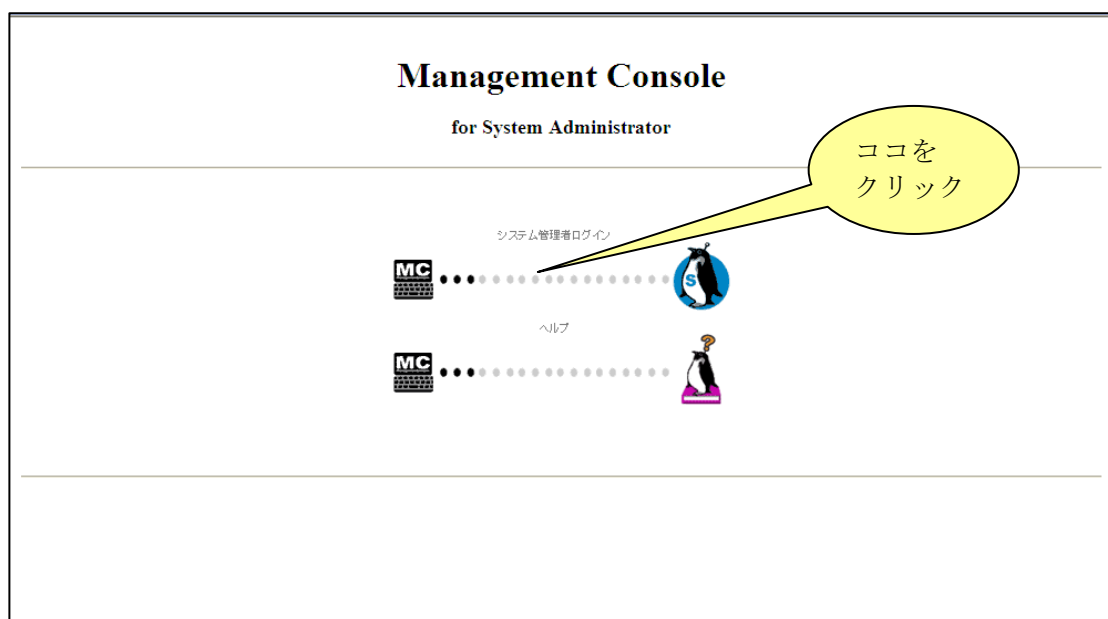 Management Console
for System Administrator
ココを
クリック
システム管理者ログイン
MC
S
ヘルプ
?
MC